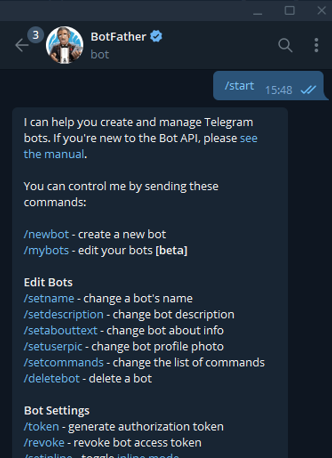 3
BotFather
bot
/start
15:48
I can help you create and manage Telegram
bots. If you're new to the Bot API, please see
the manual.
You can control me by sending these
commands:
/newbot - create a new bot
/mybots - edit your bots [beta]
Edit Bots
/setname - change a bot's name
/setdescription - change bot description
/setabouttext - change bot about info
/setuserpic - change bot profile photo
/setcommands - change the list of commands
/deletebot - delete a bot
Bot Settings
/token - generate authorization token
/revoke - revoke bot access token
/setinline - toggle inline mode